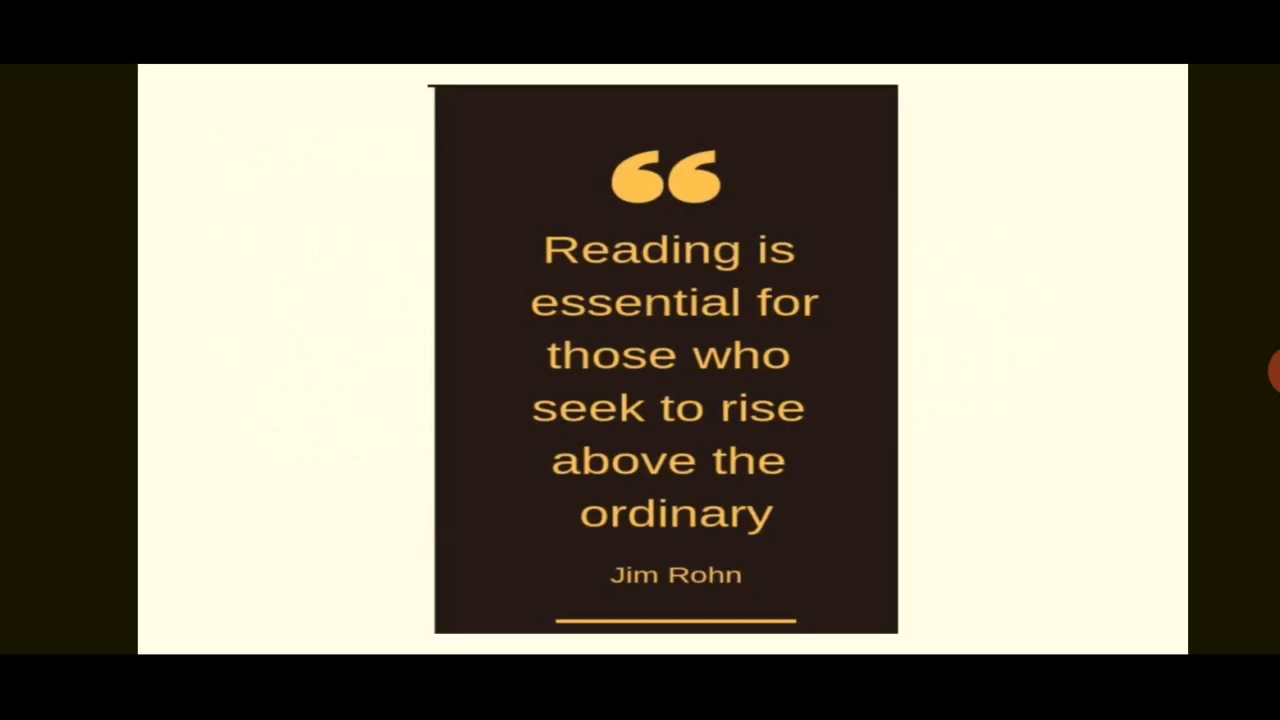 “
Reading is
essential for
those who
seek to rise
above the
ordinary
Jim Rohn